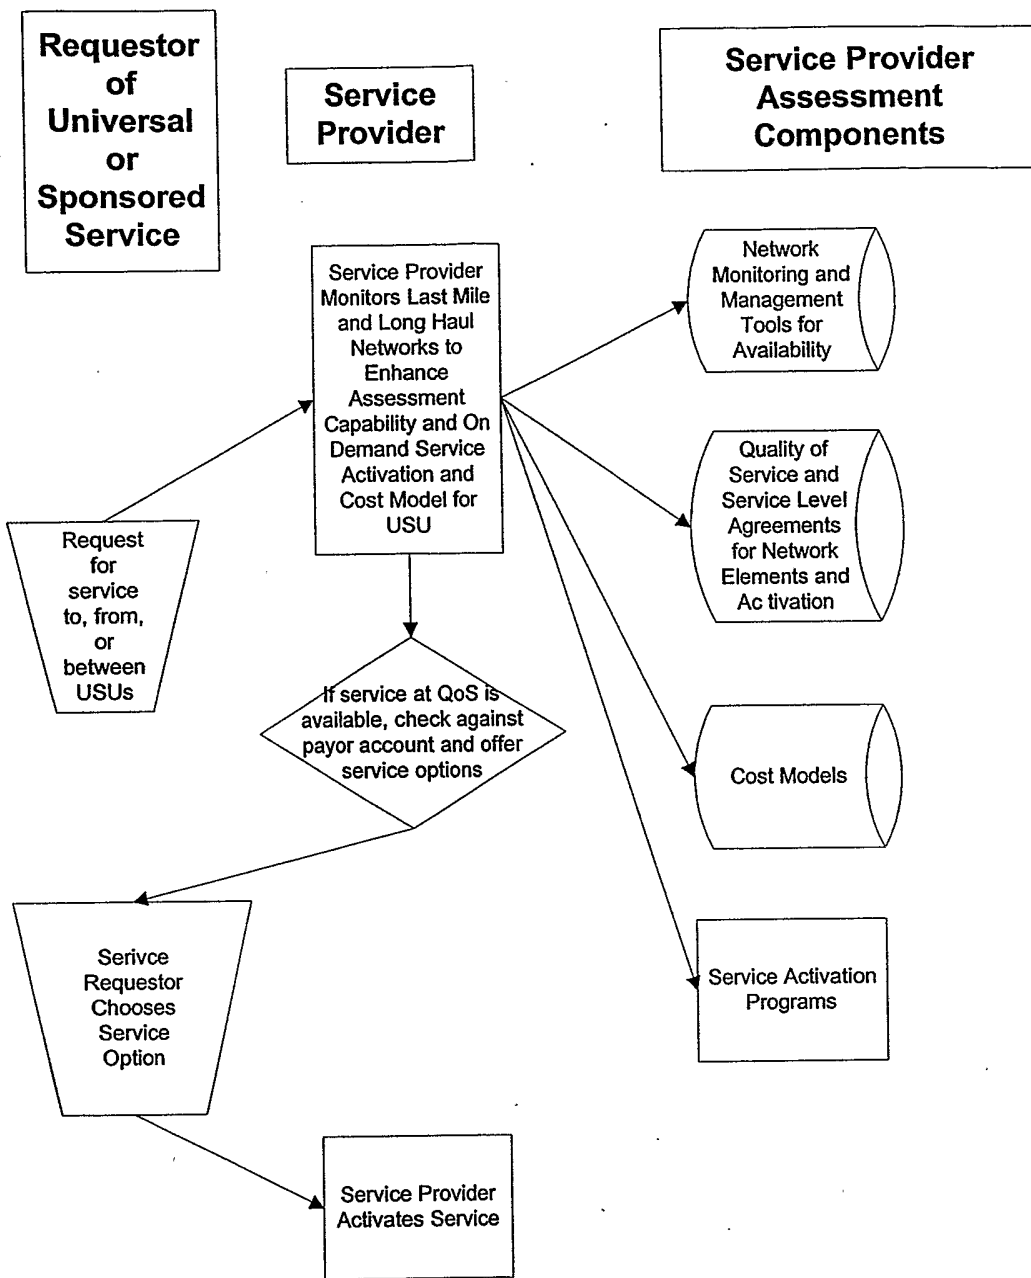 Requestor
of
Universal
or
Sponsored
Service
Service
Provider
Service Provider
Assessment
Components
Service Provider
Monitors Last Mile
and Long Haul
Networks to
Enhance
Assessment
Capability and On
Demand Service
Activation and
Cost Model for
USU
Network
Monitoring and
Management
Tools for
Availability
Quality of
Service and
Service Level
Agreements
for Network
Elements and
Ac tivation
Request
for
service
to, from,
or
between
USUs
If service at QoS is
available, check against
payor account and offer
service options
Cost Models
Serivce
Requestor
Chooses
Service
Option
Service Activation
Programs
Service Provider
Activates Service